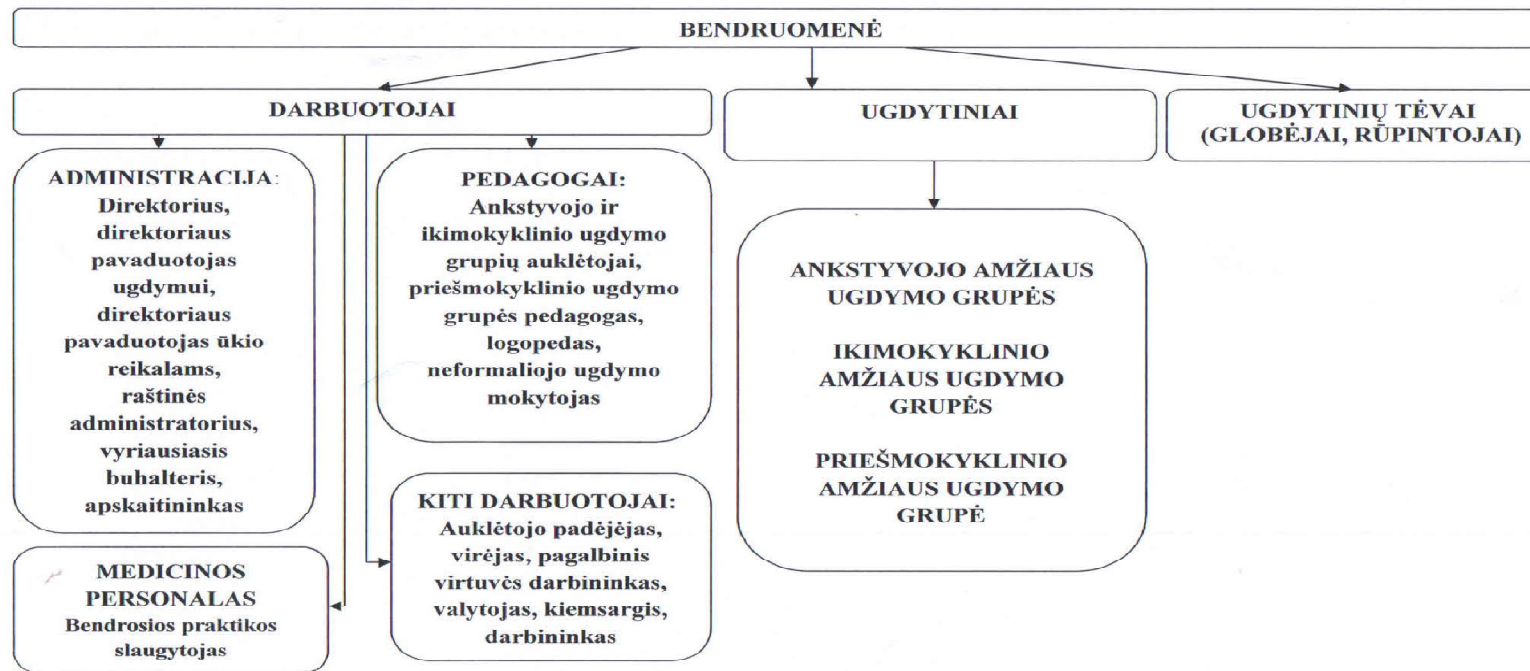 BENDRUOMENĖ
DARBUOTOJAI
UGDYTINIAI
UGDYTINIŲ TĖVAI
(GLOBĖJAI, RŪPINTOJAI)
ADMINISTRACIJA:
Direktorius,
direktoriaus
pavaduotojas
ugdymui,
direktoriaus
pavaduotojas ūkio
reikalams,
raštinės
administratorius,
vyriausiasis
buhalteris,
apskaitininkas
PEDAGOGAI:
Ankstyvojo ir
ikimokyklinio ugdymo
grupių auklėtojai,
priešmokyklinio ugdymo
grupės pedagogas,
logopedas,
neformaliojo ugdymo
mokytojas
ANKSTYVOJO AMŽIAUS
UGDYMO GRUPĖS
IKIMOKYKLINIO
AMŽIAUS UGDYMO
GRUPĖS
PRIEŠMOKYKLINIO
AMŽIAUS UGDYMO
GRUPĖ
MEDICINOS
PERSONALAS
Bendrosios praktikos
slaugytojas
KITI DARBUOTOJAI:
Auklėtojo padėjėjas,
virėjas, pagalbinis
virtuvės darbininkas,
valytojas, kiemsargis,
darbininkas